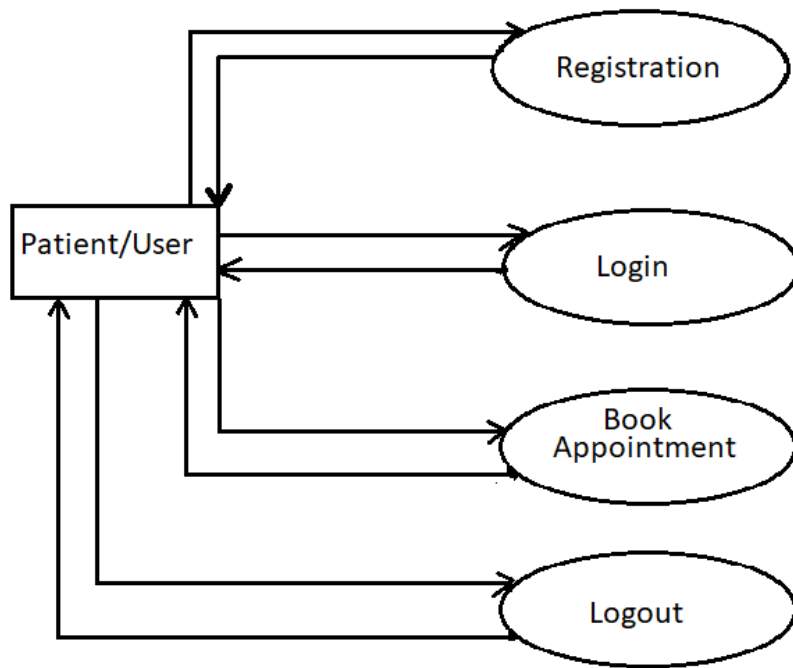 Registration
Patient/User
Login
Book
Appointment
Logout